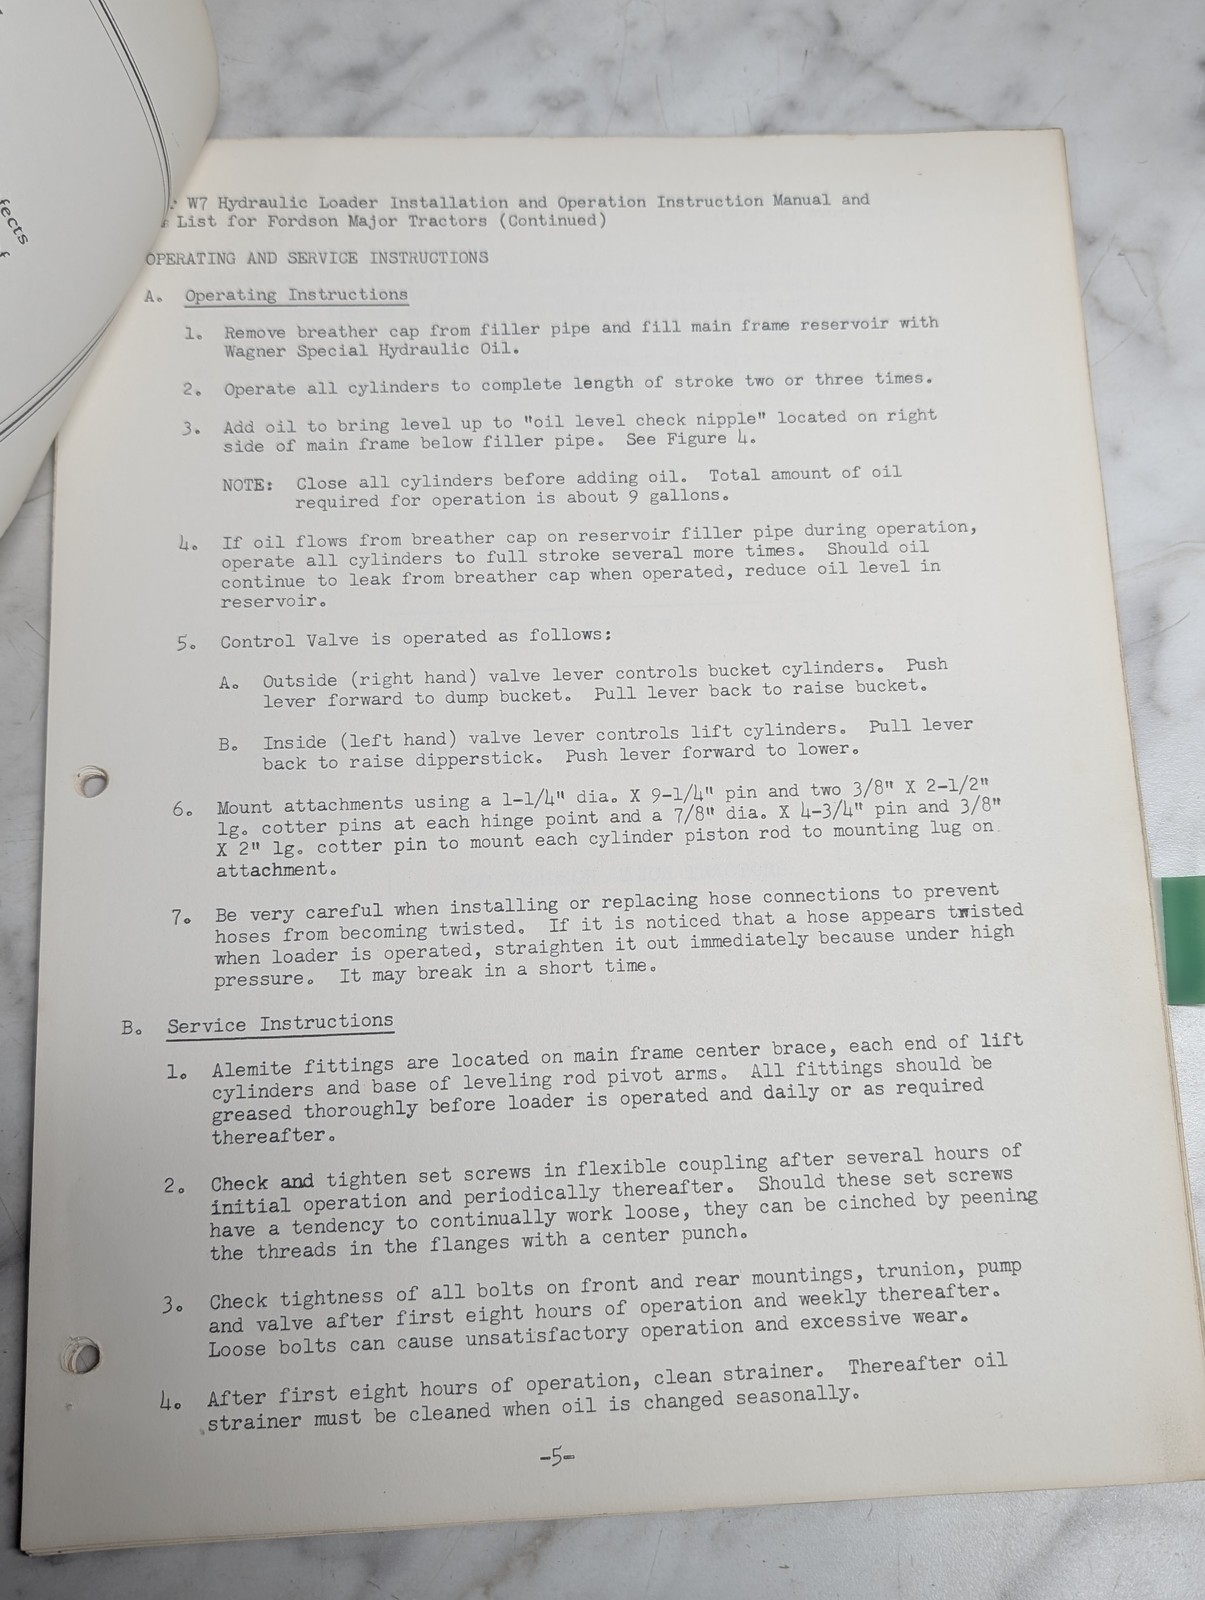 fects
W7 Hydraulic Loader Installation and Operation Instruction Manual and
List for Fordson Major Tractors (Continued)
OPERATING AND SERVICE INSTRUCTIONS
A. Operating Instructions
1. Remove breather cap from filler pipe and fill main frame reservoir with
Wagner Special Hydraulic Oil.
2. Operate all cylinders to complete length of stroke two or three times.
3. Add oil to bring level up to "oil level check nipple" located on right
side of main frame below filler pipe. See Figure 4.
NOTE: Close all cylinders before adding oil. Total amount of oil
required for operation is about 9 gallons.
4. If oil flows from breather cap on reservoir filler pipe during operation,
operate all cylinders to full stroke several more times. Should oil
continue to leak from breather cap when operated, reduce oil level in
reservoir.
5. Control Valve is operated as follows:
A. Outside (right hand) valve lever controls bucket cylinders. Push
lever forward to dump bucket. Pull lever back to raise bucket.
B. Inside (left hand) valve lever controls lift cylinders. Pull lever
back to raise dipperstick. Push lever forward to lower.
6. Mount attachments using a 1-1/4" dia. X 9-1/4" pin and two 3/8" X 2-1/2"
lg. cotter pins at each hinge point and a 7/8" dia. X 4-3/4" pin and 3/8"
X 2" lg. cotter pin to mount each cylinder piston rod to mounting lug on
attachment.
7. Be very careful when installing or replacing hose connections to prevent
hoses from becoming twisted. If it is noticed that a hose appears twisted
when loader is operated, straighten it out immediately because under high
pressure. It may break in a short time.
B. Service Instructions
1. Alemite fittings are located on main frame center brace, each end of lift
cylinders and base of leveling rod pivot arms. All fittings should be
greased thoroughly before loader is operated and daily or as required
thereafter.
2. Check and tighten set screws in flexible coupling after several hours of
initial operation and periodically thereafter. Should these set screws
have a tendency to continually work loose, they can be cinched by peening
the threads in the flanges with a center punch.
3. Check tightness of all bolts on front and rear mountings, trunion, pump
and valve after first eight hours of operation and weekly thereafter.
Loose bolts can cause unsatisfactory operation and excessive wear.
4. After first eight hours of operation, clean strainer. Thereafter oil
strainer must be cleaned when oil is changed seasonally.
-5-